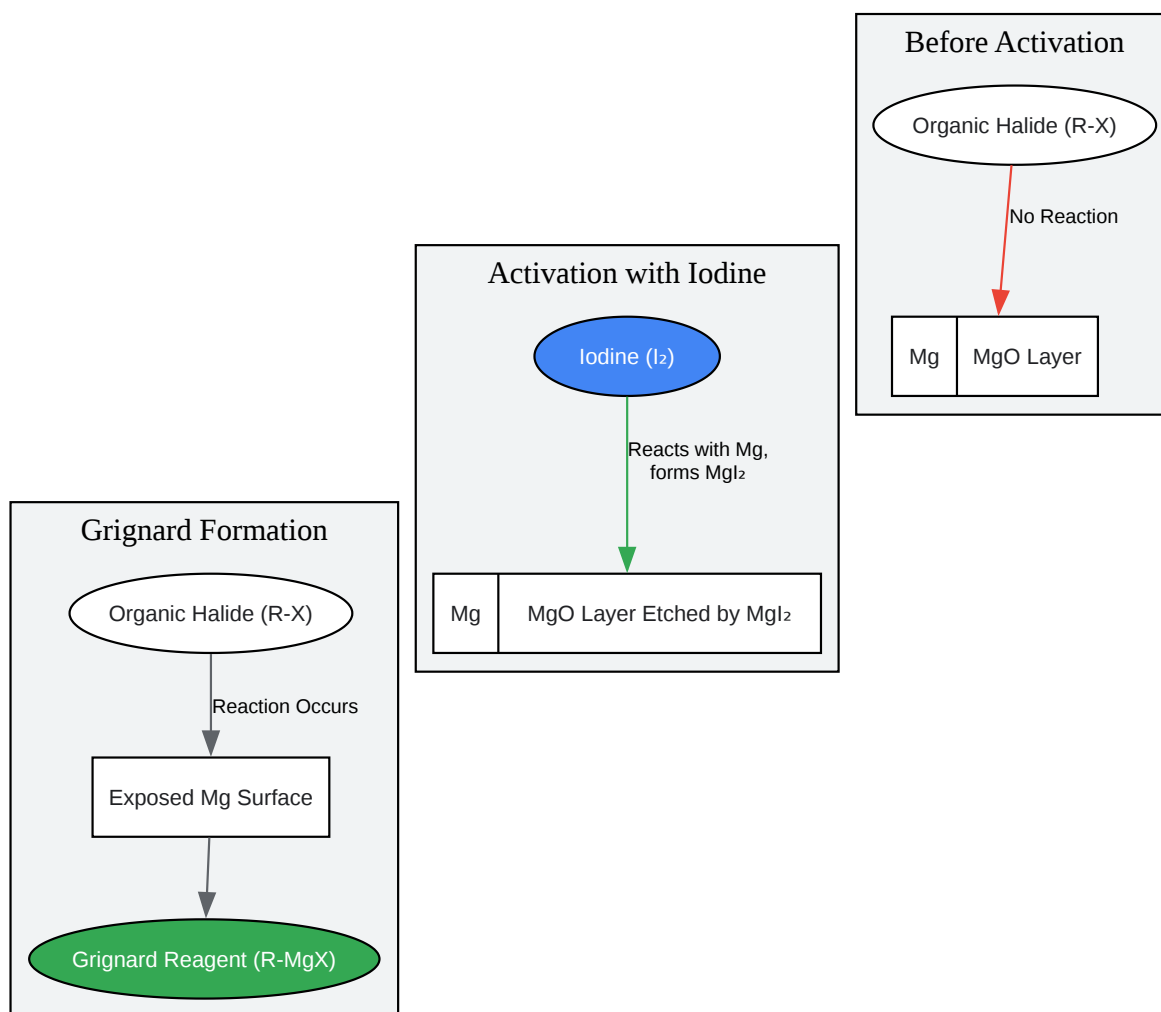 Before Activation
Organic Halide (R-X)
No Reaction
Mg
MgO Layer
Activation with Iodine
Iodine (I₂)
Reacts with Mg,
forms MgI₂
Mg
MgO Layer Etched by MgI₂
Grignard Formation
Organic Halide (R-X)
Reaction Occurs
Exposed Mg Surface
Grignard Reagent (R-MgX)